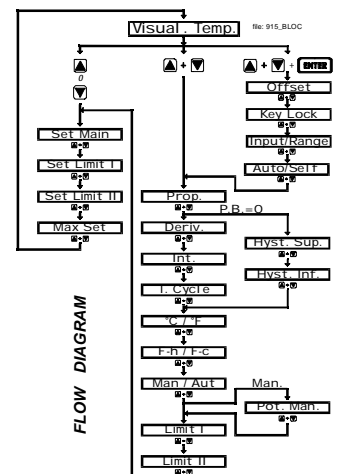 Visual . Temp.
file: 915_BLOC
+
+ + ENTER
0
Offset
Key Lock
Input/Range
Auto/Self
Set Main
Set Limit I
Set Limit II
Max Set
Prop.
P.B.=0
Deriv.
Int.
T. Cycle
Hyst. Sup.
Hyst. Inf.
°C / °F
F-h / F-c
Man / Aut
Man.
Pot. Man.
Limit I
Limit II
FLOW DIAGRAM